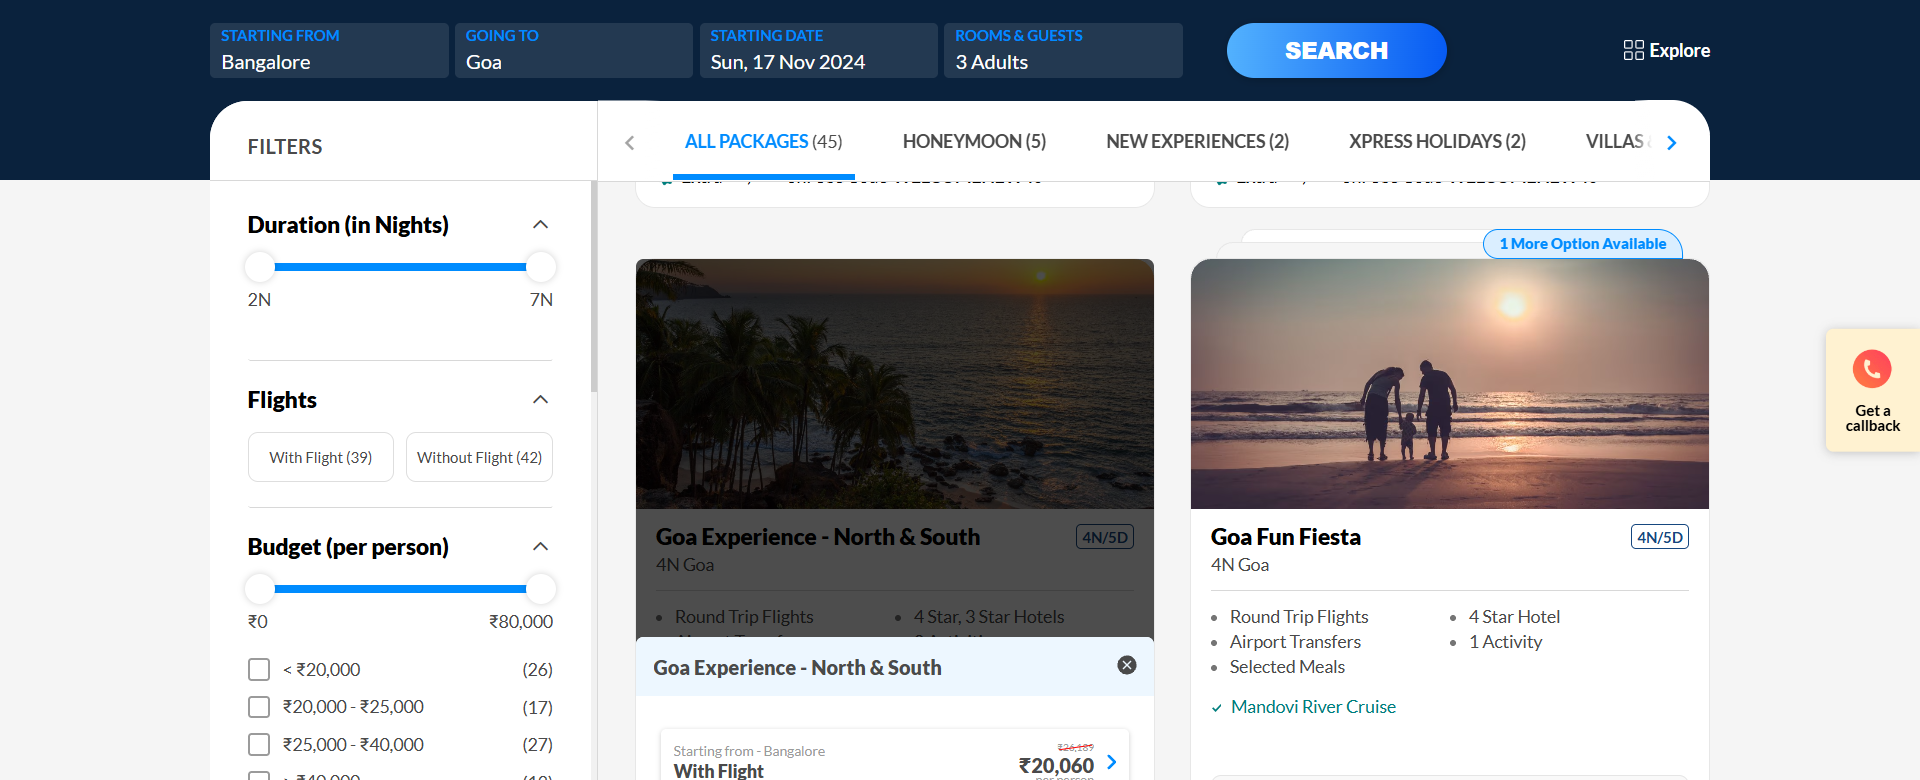 STARTING FROM
Bangalore
GOING TO
Goa
STARTING DATE
Sun, 17 Nov 2024
ROOMS & GUESTS
3 Adults
SEARCH
Explore
FILTERS
ALL PACKAGES (45)
HONEYMOON (5)
NEW EXPERIENCES (2)
XPRESS HOLIDAYS (2)
VILLAS
Duration (in Nights)
2N
7N
Flights
With Flight (39)
Without Flight (42)
Budget (per person)
₹0
₹80,000
< ₹20,000 (26)
₹20,000 - ₹25,000 (17)
₹25,000 - ₹40,000 (27)
Goa Experience - North & South
4N/5D
4N Goa
Round Trip Flights
4 Star, 3 Star Hotels
Goa Experience - North & South
Starting from - Bangalore
With Flight
₹26,189
₹20,060
1 More Option Available
Goa Fun Fiesta
4N/5D
4N Goa
Round Trip Flights
Airport Transfers
Selected Meals
4 Star Hotel
1 Activity
Mandovi River Cruise
Get a
callback